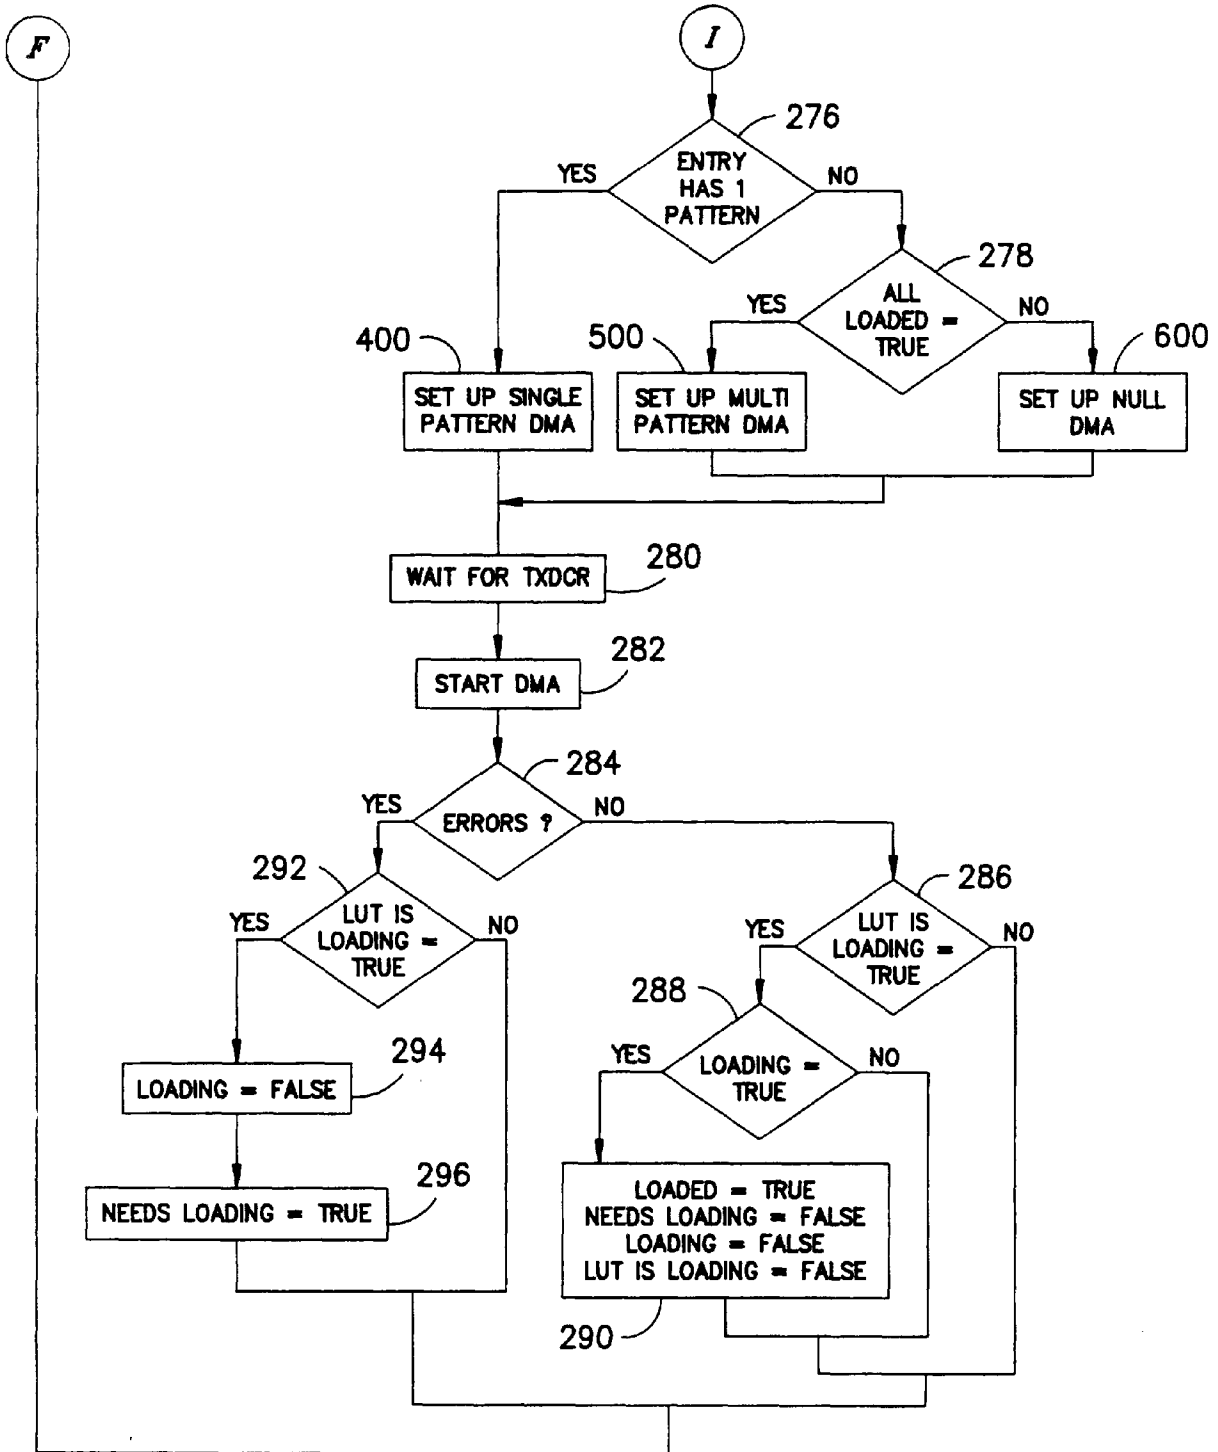 F
I
276
ENTRY
HAS 1
PATTERN
YES
NO
278
ALL
LOADED =
TRUE
YES
NO
400
500
600
SET UP SINGLE
PATTERN DMA
SET UP MULTI
PATTERN DMA
SET UP NULL
DMA
280
WAIT FOR TXDCR
282
START DMA
284
ERRORS ?
YES
NO
292
LUT IS
LOADING =
TRUE
YES
NO
286
LUT IS
LOADING =
TRUE
YES
NO
288
LOADING =
TRUE
YES
NO
294
LOADING = FALSE
296
NEEDS LOADING = TRUE
LOADED = TRUE
NEEDS LOADING = FALSE
LOADING = FALSE
LUT IS LOADING = FALSE
290